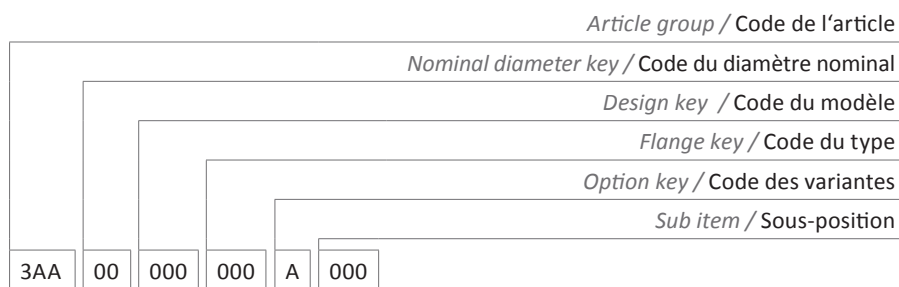 Article group / Code de l‘article
Nominal diameter key / Code du diamètre nominal
Design key / Code du modèle
Flange key / Code du type
Option key / Code des variantes
Sub item / Sous-position
3AA 00 000 000 A 000